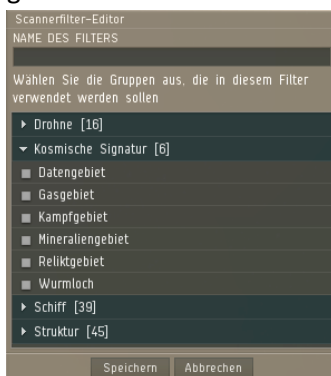 Scannerfilter-Editor
NAME DES FILTERS
Wählen Sie die Gruppen aus, die in diesem Filter
verwendet werden sollen
Drohne [16]
Kosmische Signatur [6]
Datengebiet
Gasgebiet
Kampfgebiet
Mineraliengebiet
Reliktgebiet
Wurmloch
Schiff [39]
Struktur [45]
Speichern Abbrechen